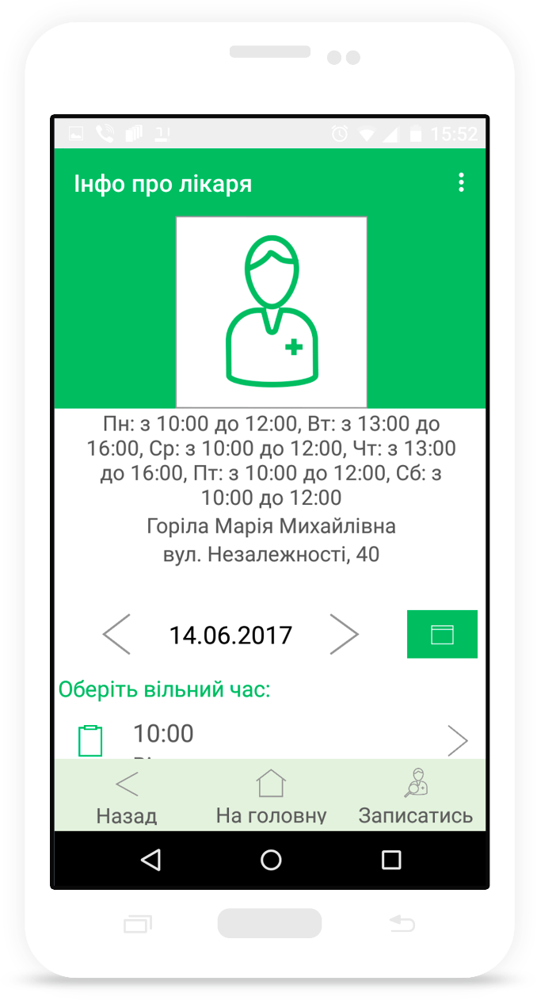 15:52
Інфо про лікаря
Пн: з 10:00 до 12:00, Вт: з 13:00 до
16:00, Ср: з 10:00 до 12:00, Чт: з 13:00
до 16:00, Пт: з 10:00 до 12:00, Сб: з
10:00 до 12:00
Горіла Марія Михайлівна
вул. Незалежності, 40
14.06.2017
Оберіть вільний час:
10:00
Назад
На головну
Записатись